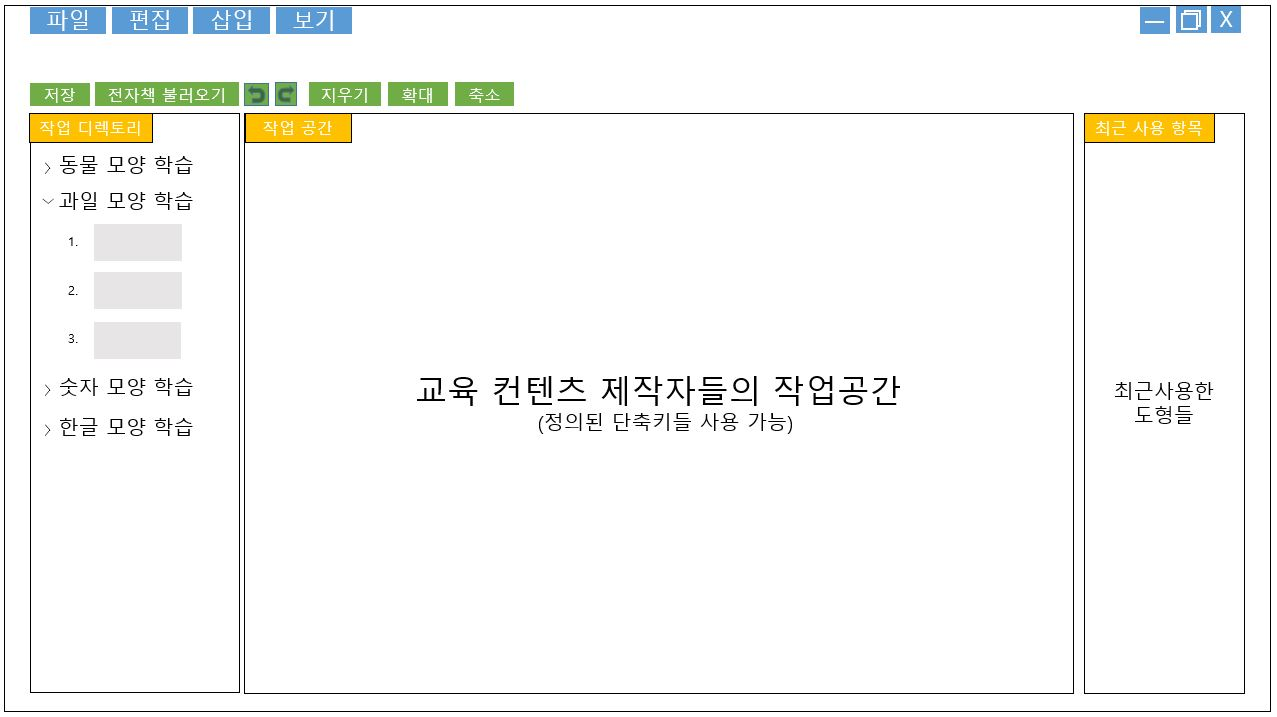 파일 편집 삽입 보기 X
저장 전자책 불러오기 지우기 확대 축소
작업 디렉토리
동물 모양 학습
과일 모양 학습
1.
2.
3.
숫자 모양 학습
한글 모양 학습
작업 공간
교육 컨텐츠 제작자들의 작업공간
(정의된 단축키들 사용 가능)
최근 사용 항목
최근사용한
도형들